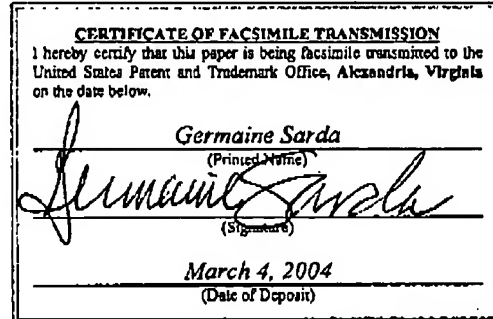 CERTIFICATE OF FACSIMILE TRANSMISSION
I hereby certify that this paper is being facsimile transmitted to the
United States Patent and Trademark Office, Alexandria, Virginia
on the date below.
Germaine Sarda
(Printed Name)
Germaine Sarda
(Signature)
March 4, 2004
(Date of Deposit)